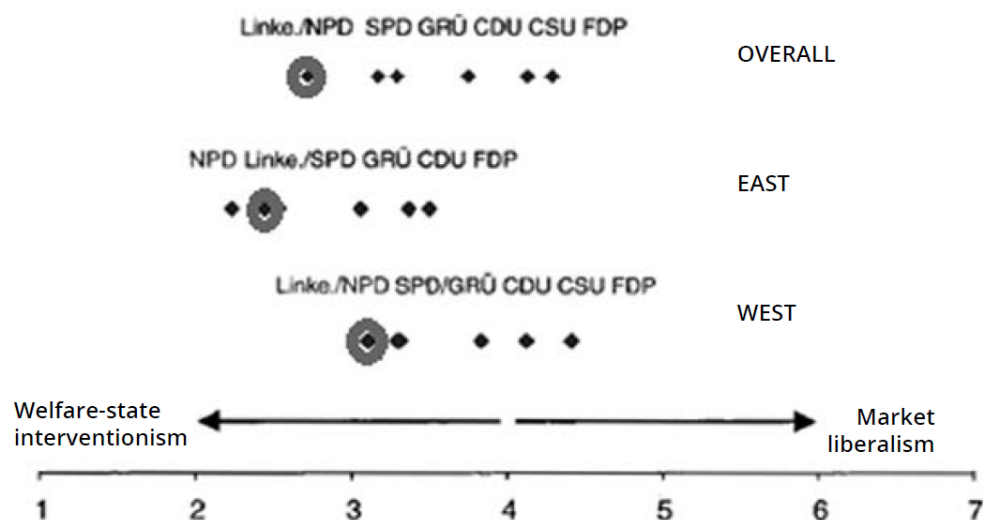 Linke./NPD SPD GRÜ CDU CSU FDP
OVERALL
NPD Linke./SPD GRÜ CDU FDP
EAST
Linke./NPD SPD/GRÜ CDU CSU FDP
WEST
Welfare-state
interventionism
Market
liberalism
1 2 3 4 5 6 7